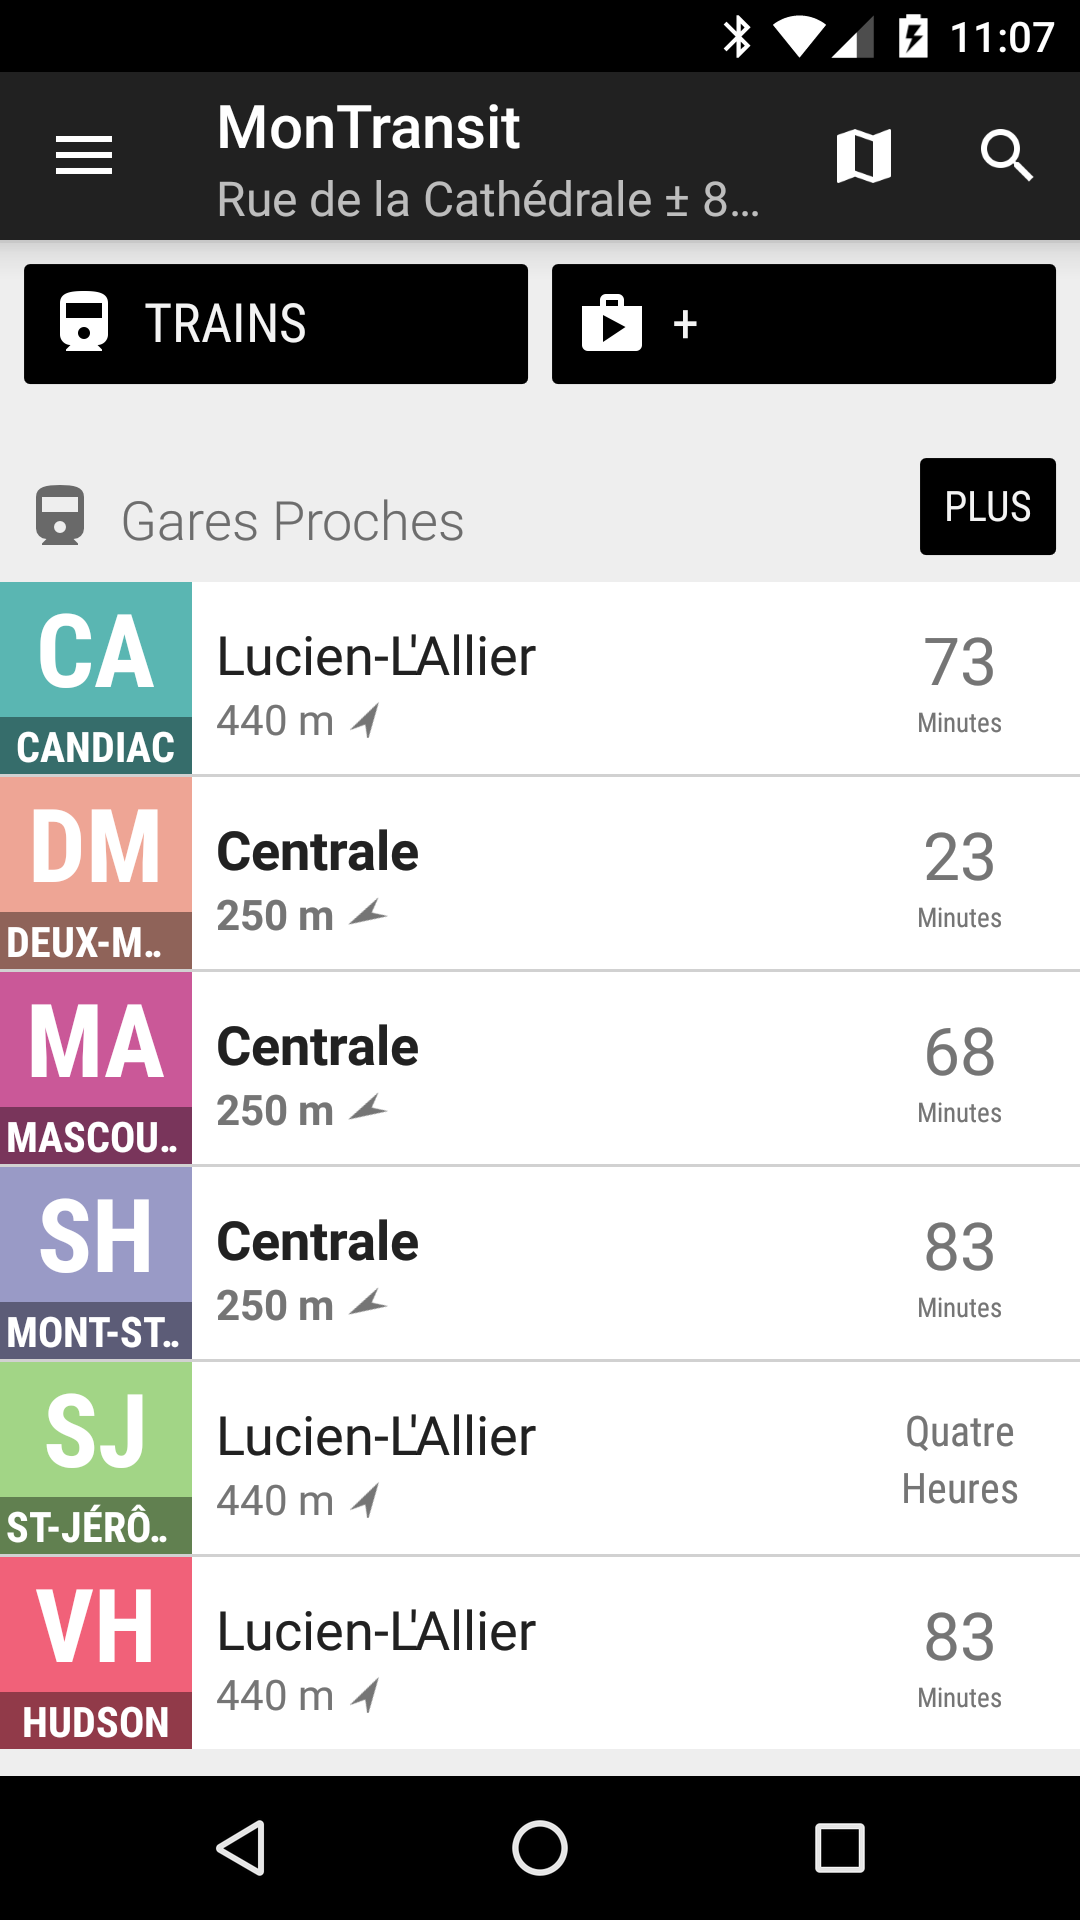 11:07
MonTransit
Rue de la Cathédrale ± 8…
TRAINS
+
Gares Proches
PLUS
CA
CANDIAC
Lucien-L'Allier
440 m
73
Minutes
DM
DEUX-M…
Centrale
250 m
23
Minutes
MA
MASCOU…
Centrale
250 m
68
Minutes
SH
MONT-ST…
Centrale
250 m
83
Minutes
SJ
ST-JÉRÔ…
Lucien-L'Allier
440 m
Quatre
Heures
VH
HUDSON
Lucien-L'Allier
440 m
83
Minutes